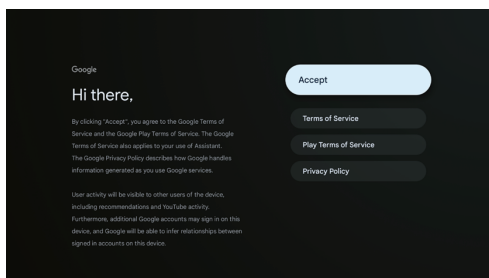 Google
Hi there,
By clicking "Accept", you agree to the Google Terms of
Service and the Google Play Terms of Service. The Google
Terms of Service also applies to your use of Assistant.
The Google Privacy Policy describes how Google handles
information generated as you use Google services.
User activity will be visible to other users of the device,
including recommendations and YouTube activity.
Furthermore, additional Google accounts may sign in on this
device, and Google will be able to infer relationships between
signed in accounts on this device.
Accept
Terms of Service
Play Terms of Service
Privacy Policy